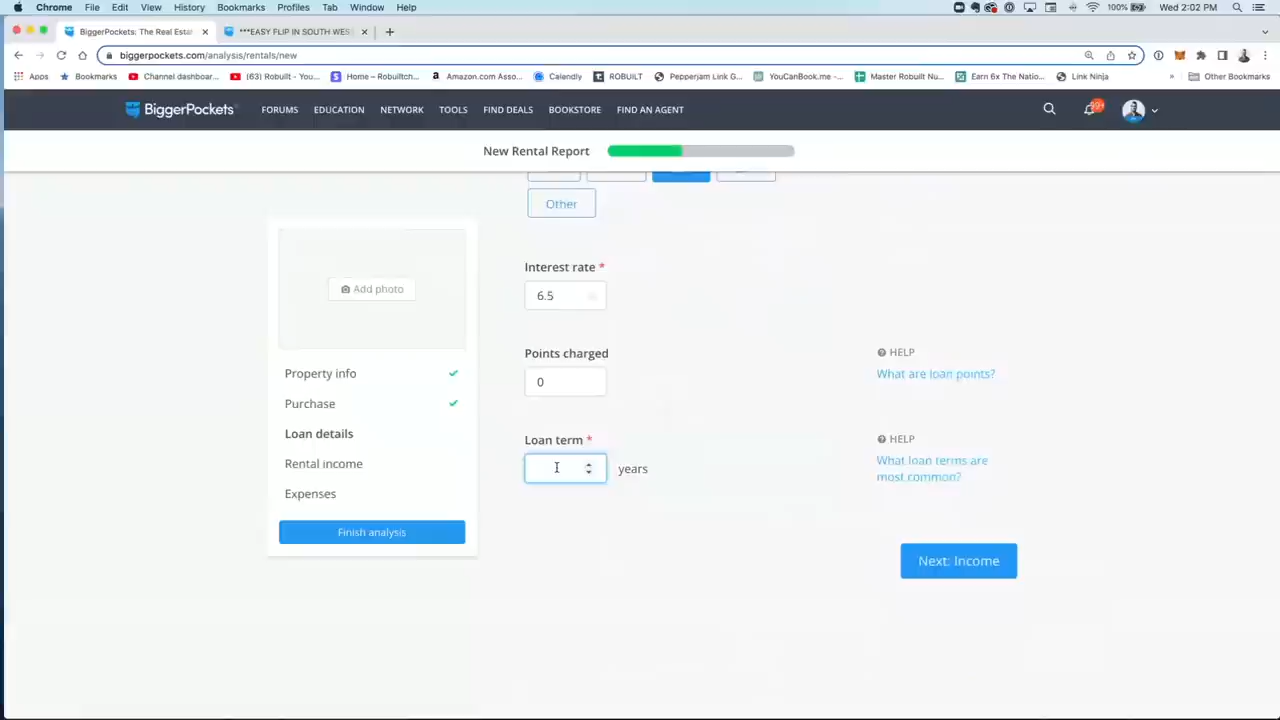 Chrome File Edit View History Bookmarks Profiles Tab Window Help 100% Wed 2:02 PM
BiggerPockets: The Real Estat ***EASY FLIP IN SOUTH WES
biggerpockets.com/analysis/rentals/new
Apps Bookmarks Channel dashboar... (63) Robuilt - You... Home – Robuiltch... Amazon.com Asso... Calendly ROBUILT Pepperjam Link G... YouCanBook.me -... Master Robuilt Nu... Earn 6x The Natio... Link Ninja » Other Bookmarks
BiggerPockets FORUMS EDUCATION NETWORK TOOLS FIND DEALS BOOKSTORE FIND AN AGENT 99+
New Rental Report
Other
Interest rate *
6.5
Add photo
Points charged
0
HELP
What are loan points?
Property info
Purchase
Loan details
Rental income
Expenses
Finish analysis
Loan term *
years
HELP
What loan terms are
most common?
Next: Income